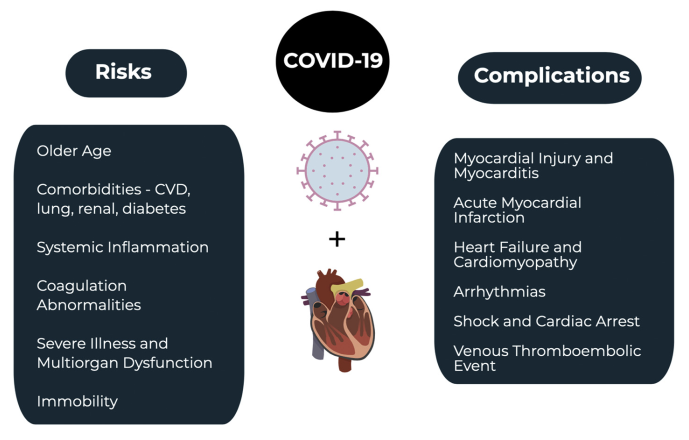 COVID-19
Risks
Older Age
Comorbidities - CVD,
lung, renal, diabetes
Systemic Inflammation
Coagulation
Abnormalities
Severe Illness and
Multiorgan Dysfunction
Immobility
+
Complications
Myocardial Injury and
Myocarditis
Acute Myocardial
Infarction
Heart Failure and
Cardiomyopathy
Arrhythmias
Shock and Cardiac Arrest
Venous Thromboembolic
Event